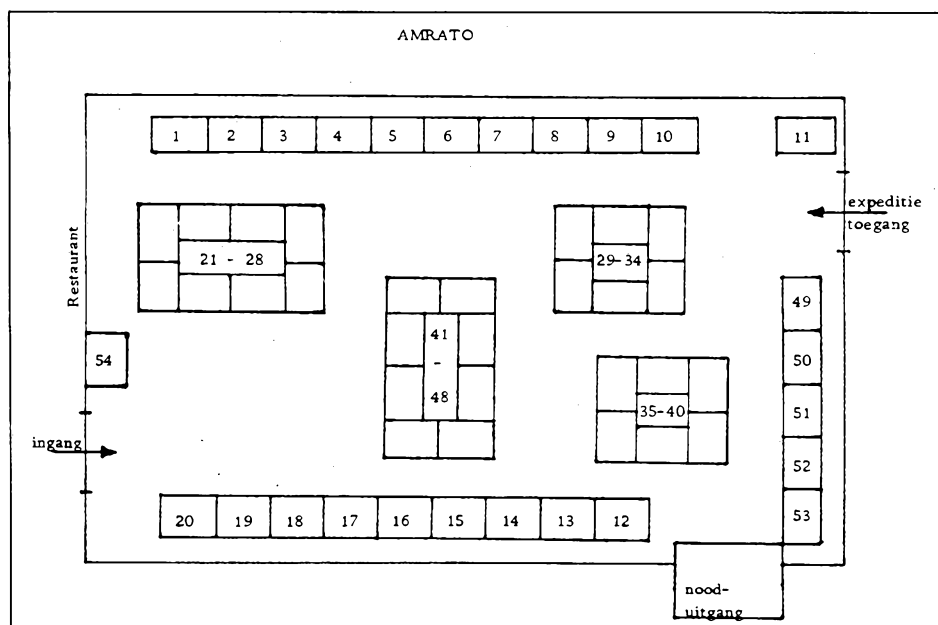 AMRATO
1 2 3 4 5 6 7 8 9 10 11
expeditie
toegang
Restaurant
21 - 28
29-34
49
41
-
48
54
50
35-40
51
ingang
52
20 19 18 17 16 15 14 13 12
53
nood-
uitgang